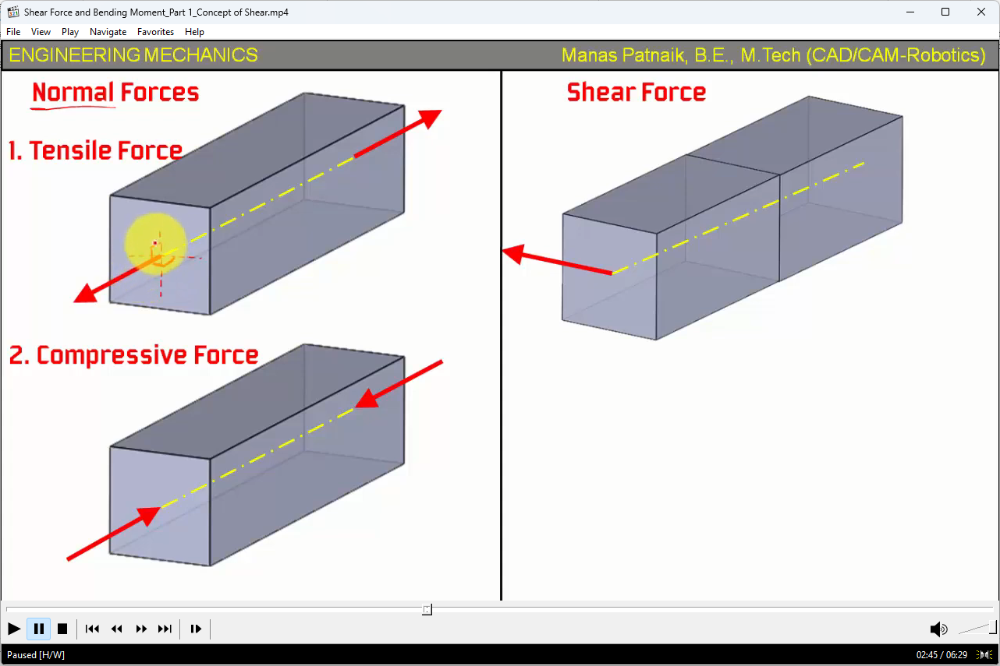 Shear Force and Bending Moment_Part 1_Concept of Shear.mp4
File View Play Navigate Favorites Help
ENGINEERING MECHANICS
Manas Patnaik, B.E., M.Tech (CAD/CAM-Robotics)
Normal Forces
1. Tensile Force
2. Compressive Force
Shear Force
Paused [H/W]
02:45 / 06:29